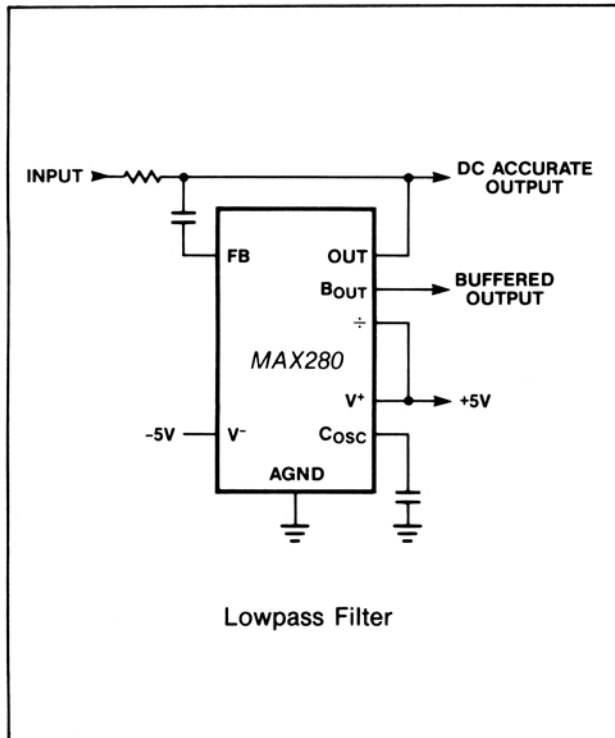 INPUT
DC ACCURATE
OUTPUT
FB
OUT
BOUT
BUFFERED
OUTPUT
÷
MAX280
V+
+5V
-5V
V-
COSC
AGND
Lowpass Filter